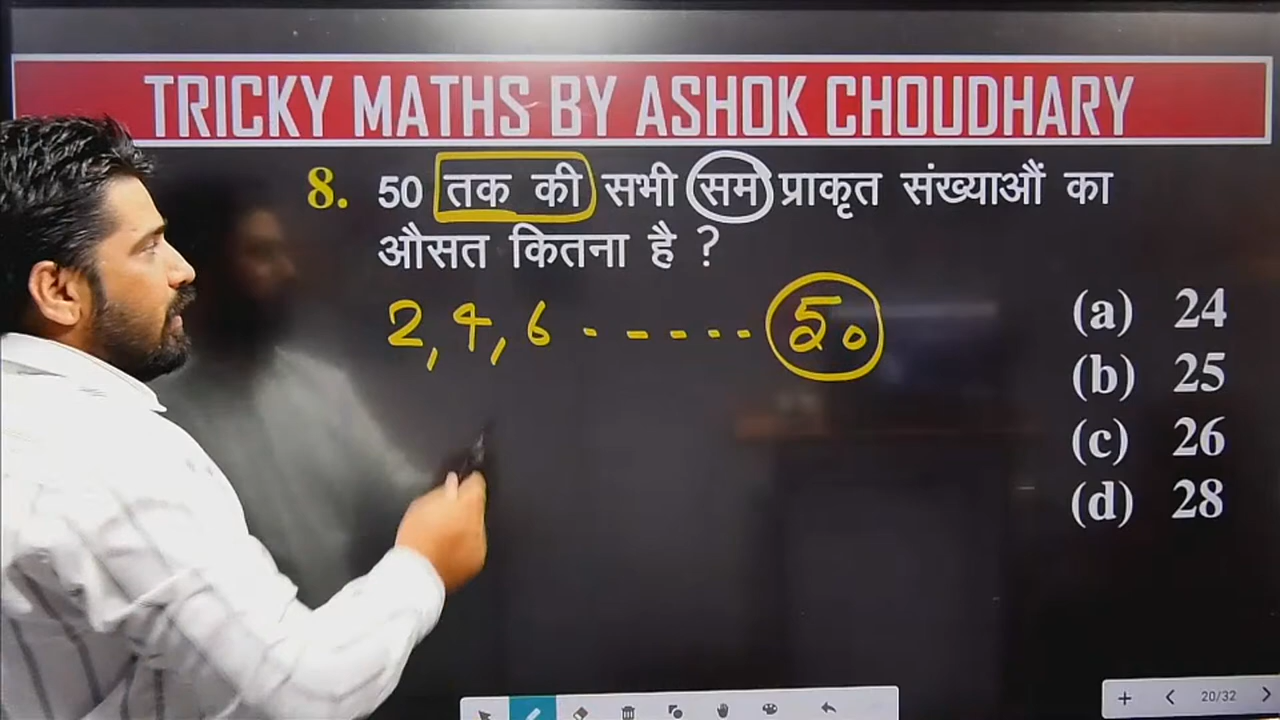 TRICKY MATHS BY ASHOK CHOUDHARY
8. 50 तक की सभी सम प्राकृत संख्याऔं का
औसत कितना है ?
2, 4, 6 - - - - - 50
(a) 24
(b) 25
(c) 26
(d) 28
20/32